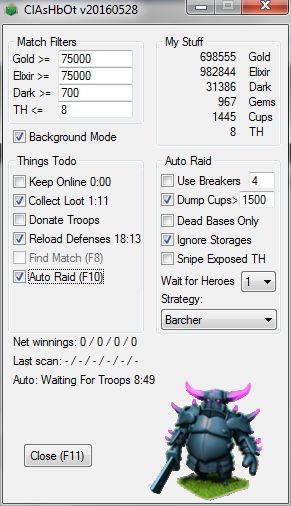 ClAsHbOt v20160528
Match Filters
Gold >= 75000
Elixir >= 75000
Dark >= 700
TH <= 8
Background Mode
My Stuff
698555 Gold
982844 Elixir
31386 Dark
967 Gems
1445 Cups
8 TH
Things Todo
Keep Online 0:00
Collect Loot 1:11
Donate Troops
Reload Defenses 18:13
Find Match (F8)
Auto Raid (F10)
Auto Raid
Use Breakers 4
Dump Cups> 1500
Dead Bases Only
Ignore Storages
Snipe Exposed TH
Wait for Heroes 1
Strategy:
Barcher
Net winnings: 0 / 0 / 0 / 0
Last scan: - / - / - / - / - / -
Auto: Waiting For Troops 8:49
Close (F11)